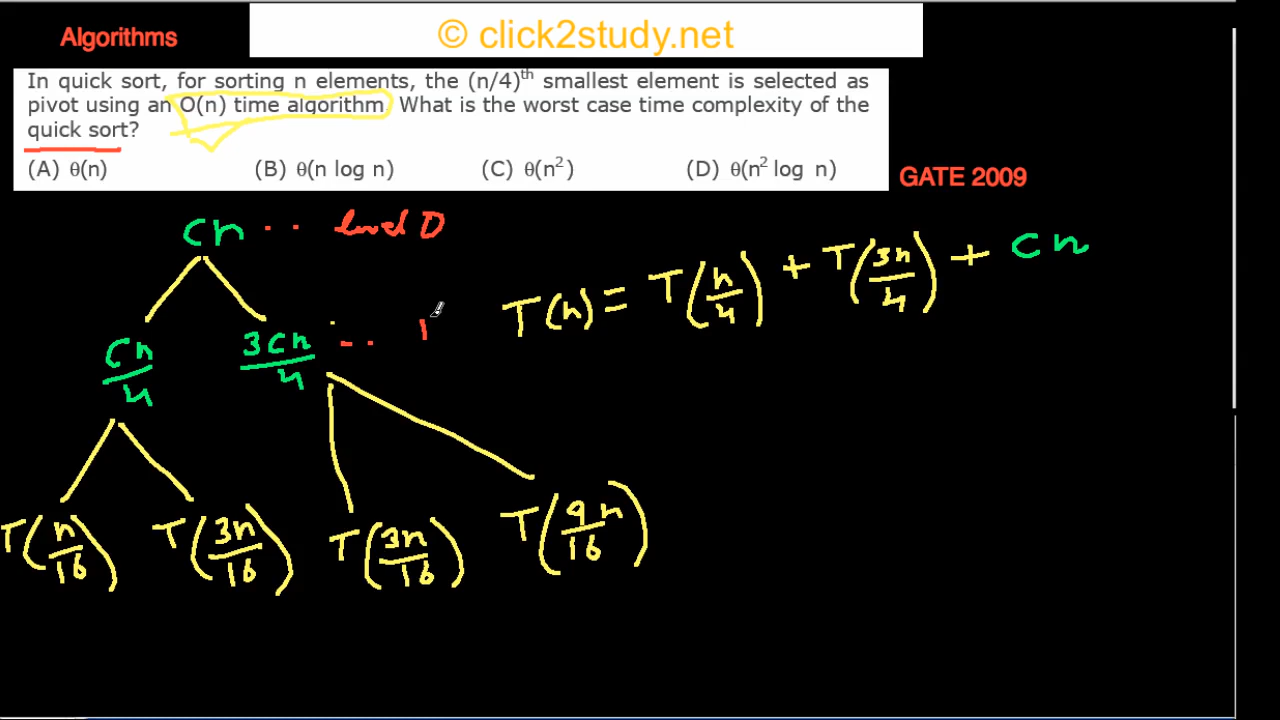 Algorithms
© click2study.net
In quick sort, for sorting n elements, the (n/4)th smallest element is selected as
pivot using an O(n) time algorithm. What is the worst case time complexity of the
quick sort?
(A) θ(n) (B) θ(n log n) (C) θ(n²) (D) θ(n² log n)
GATE 2009
Cn .. level 0
T(n) = T(n/4) + T(3n/4) + Cn
Cn/4 3Cn/4 .. 1
T(n/16) T(3n/16) T(3n/16) T(9n/16)